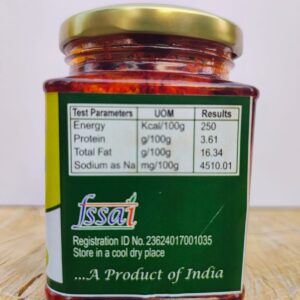 Test Parameters UOM Results
Energy Kcal/100g 250
Protein g/100g 3.61
Total Fat g/100g 16.34
Sodium as Na mg/100g 4510.01
fssai
Registration ID No. 23624017001035
Store in a cool dry place
...A Product of India